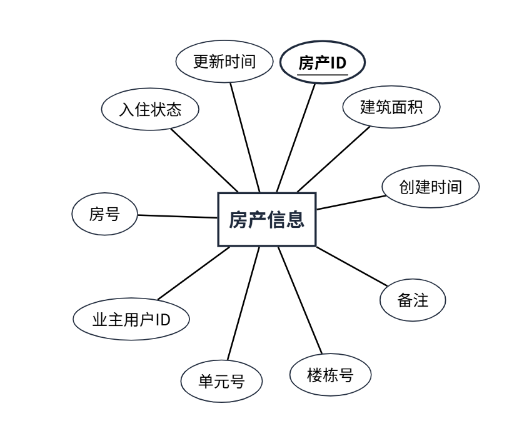 更新时间
房产ID
入住状态
建筑面积
创建时间
房号
房产信息
备注
业主用户ID
单元号
楼栋号